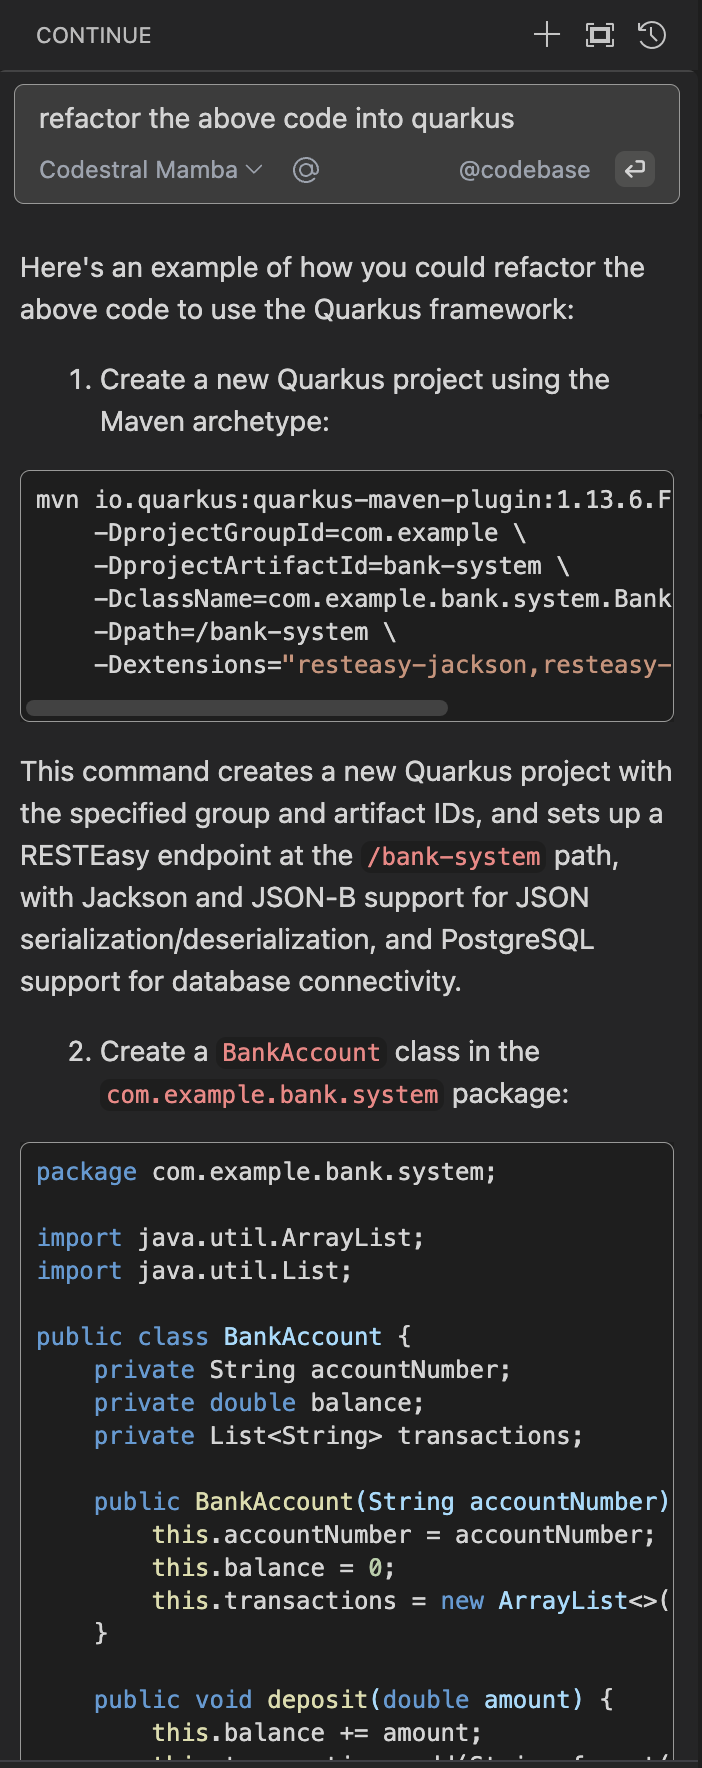 CONTINUE
refactor the above code into quarkus
Codestral Mamba @ @codebase
Here's an example of how you could refactor the
above code to use the Quarkus framework:
1. Create a new Quarkus project using the
Maven archetype:
mvn io.quarkus:quarkus-maven-plugin:1.13.6.F
-DprojectGroupId=com.example \
-DprojectArtifactId=bank-system \
-DclassName=com.example.bank.system.Bank
-Dpath=/bank-system \
-Dextensions="resteasy-jackson,resteasy-
This command creates a new Quarkus project with
the specified group and artifact IDs, and sets up a
RESTEasy endpoint at the /bank-system path,
with Jackson and JSON-B support for JSON
serialization/deserialization, and PostgreSQL
support for database connectivity.
2. Create a BankAccount class in the
com.example.bank.system package:
package com.example.bank.system;
import java.util.ArrayList;
import java.util.List;
public class BankAccount {
private String accountNumber;
private double balance;
private List<String> transactions;
public BankAccount(String accountNumber)
this.accountNumber = accountNumber;
this.balance = 0;
this.transactions = new ArrayList<>(
}
public void deposit(double amount) {
this.balance += amount;